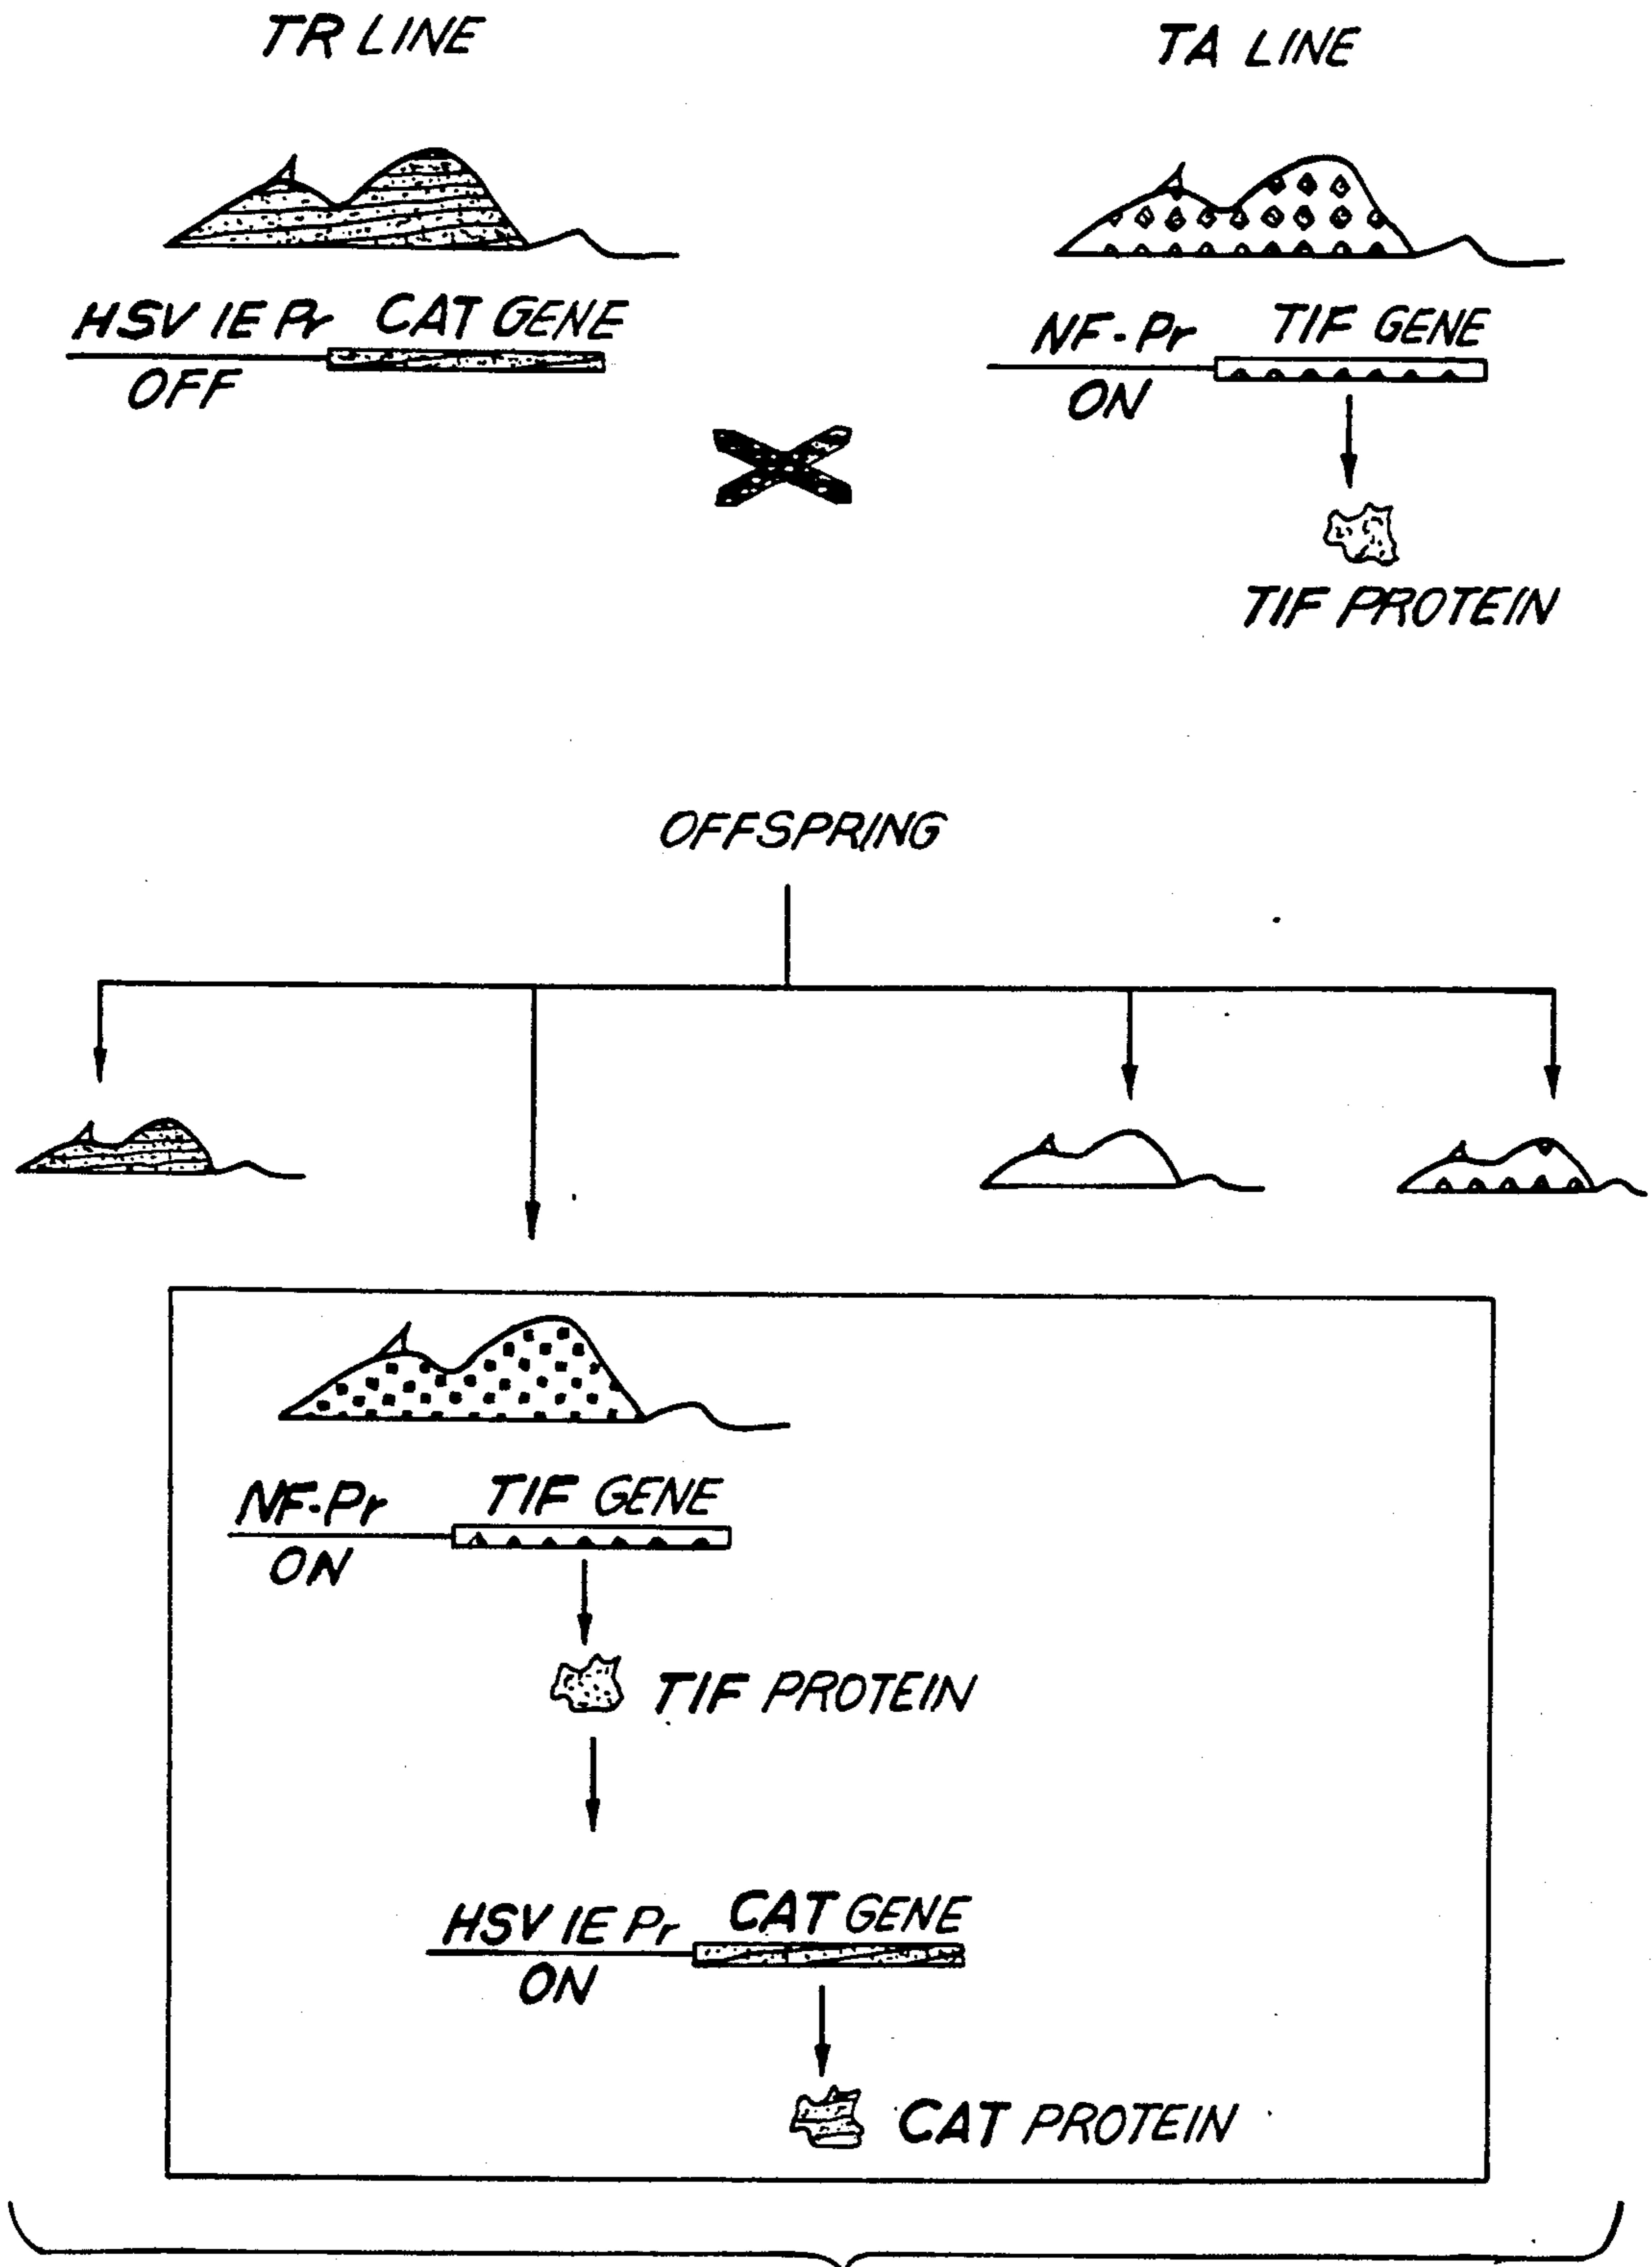 TR LINE
TA LINE
HSV IE Pr CAT GENE
OFF
NF-Pr TIF GENE
ON
TIF PROTEIN
OFFSPRING
NF-Pr TIF GENE
ON
TIF PROTEIN
HSV IE Pr CAT GENE
ON
CAT PROTEIN